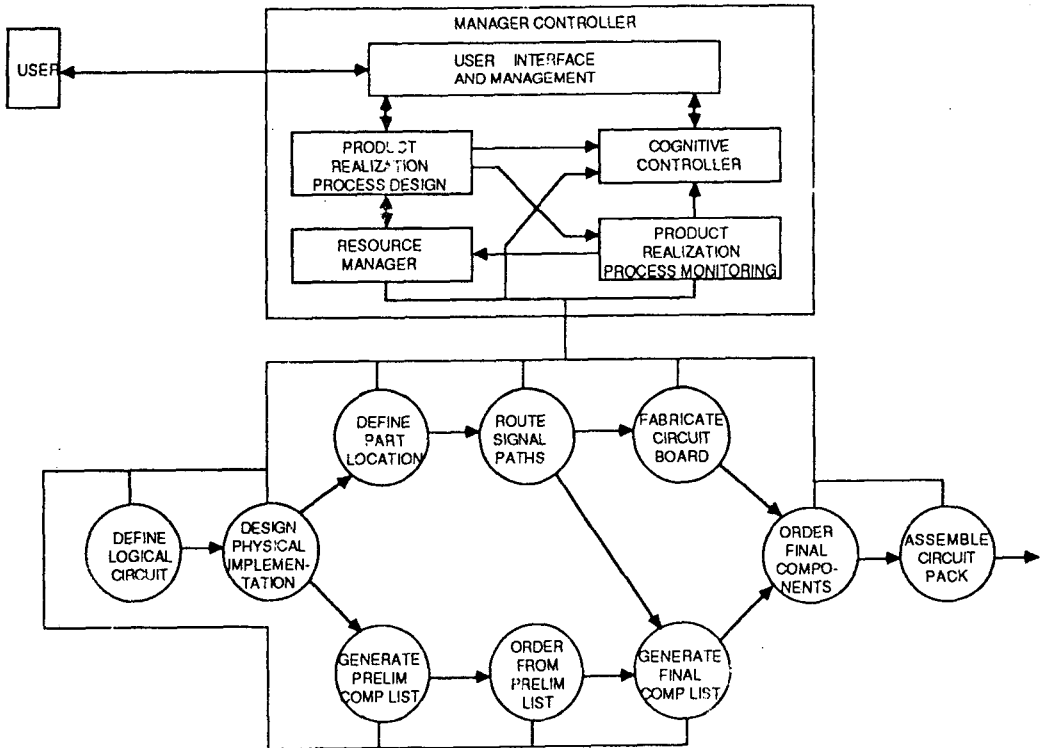 MANAGER CONTROLLER
USER
USER INTERFACE
AND MANAGEMENT
PRODUCT
REALIZATION
PROCESS DESIGN
COGNITIVE
CONTROLLER
RESOURCE
MANAGER
PRODUCT
REALIZATION
PROCESS MONITORING
DEFINE
PART
LOCATION
ROUTE
SIGNAL
PATHS
FABRICATE
CIRCUIT
BOARD
DEFINE
LOGICAL
CIRCUIT
DESIGN
PHYSICAL
IMPLEMEN-
TATION
ORDER
FINAL
COMPO-
NENTS
ASSEMBLE
CIRCUIT
PACK
GENERATE
PRELIM
COMP LIST
ORDER
FROM
PRELIM
LIST
GENERATE
FINAL
COMP LIST